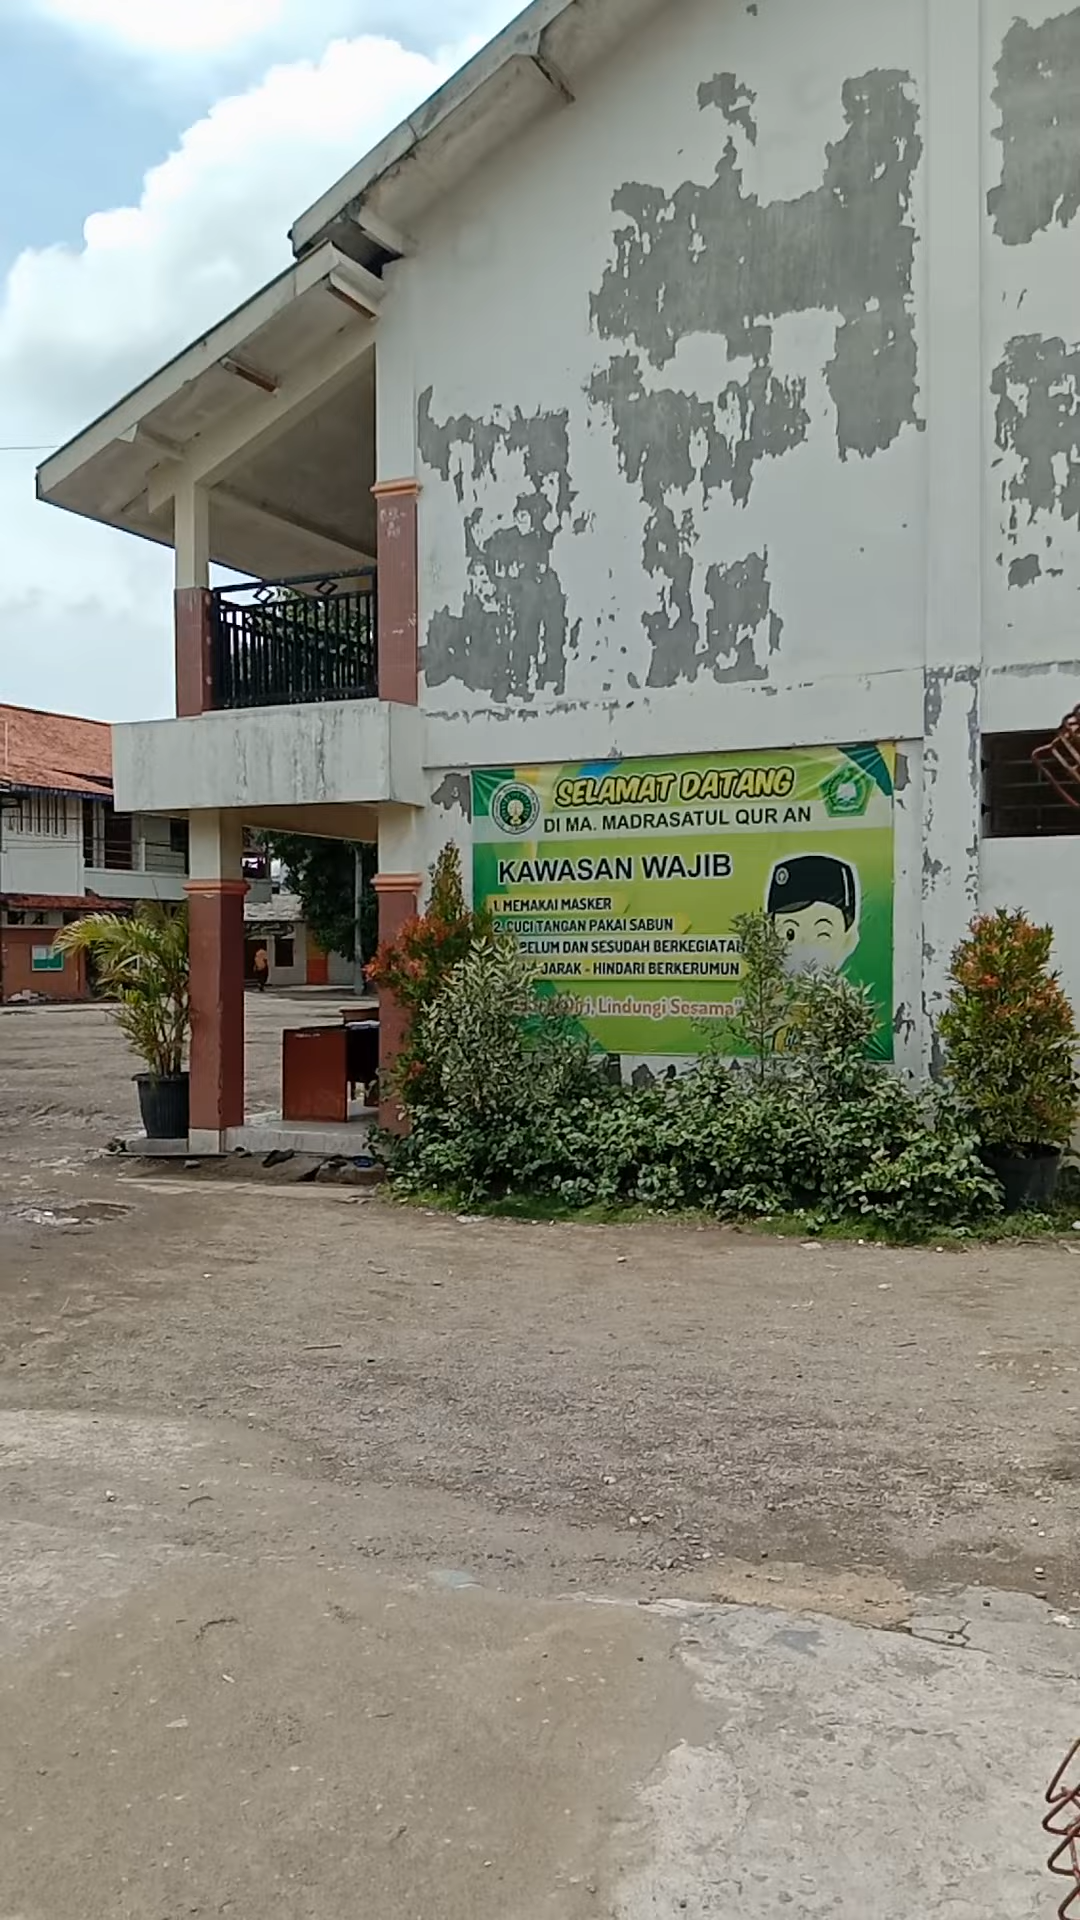 SELAMAT DATANG
DI MA. MADRASATUL QUR AN
KAWASAN WAJIB
1. MEMAKAI MASKER
2. CUCI TANGAN PAKAI SABUN
BELUM DAN SESUDAH BERKEGIATAN
JARAK - HINDARI BERKERUMUN
Lindungi Sesama"